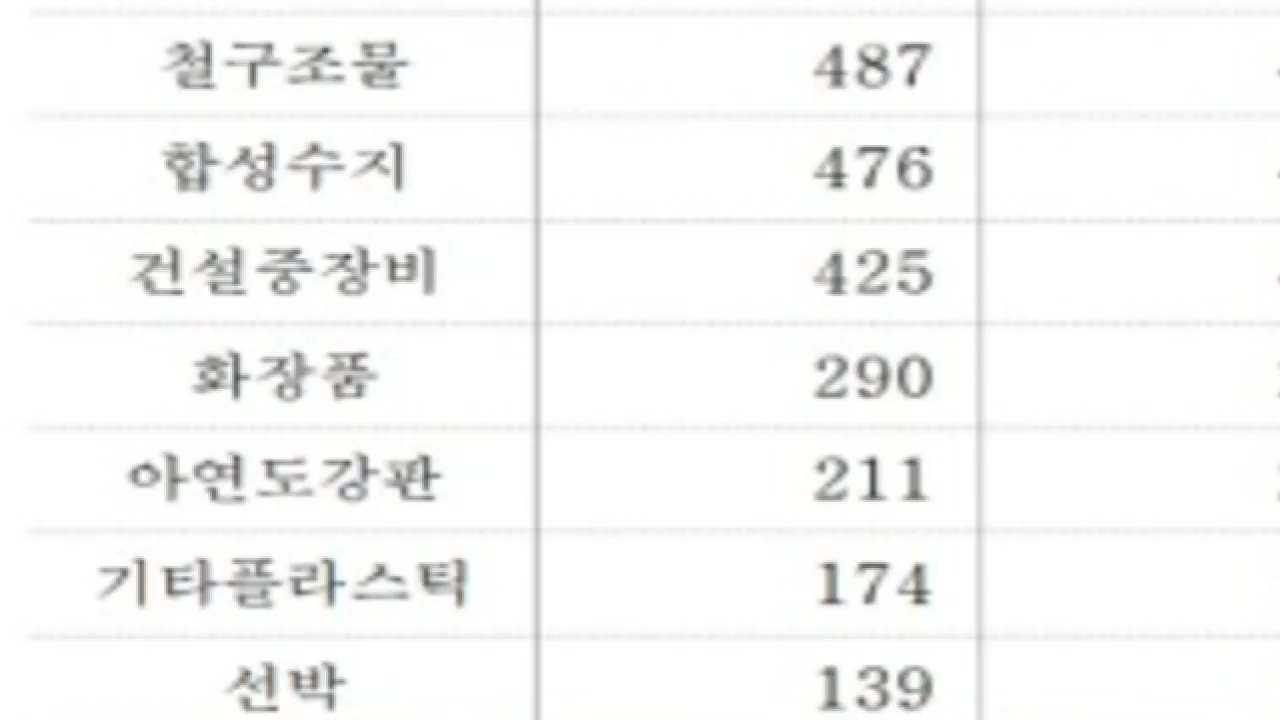 철구조물 487
합성수지 476
건설중장비 425
화장품 290
아연도강판 211
기타플라스틱 174
선박 139